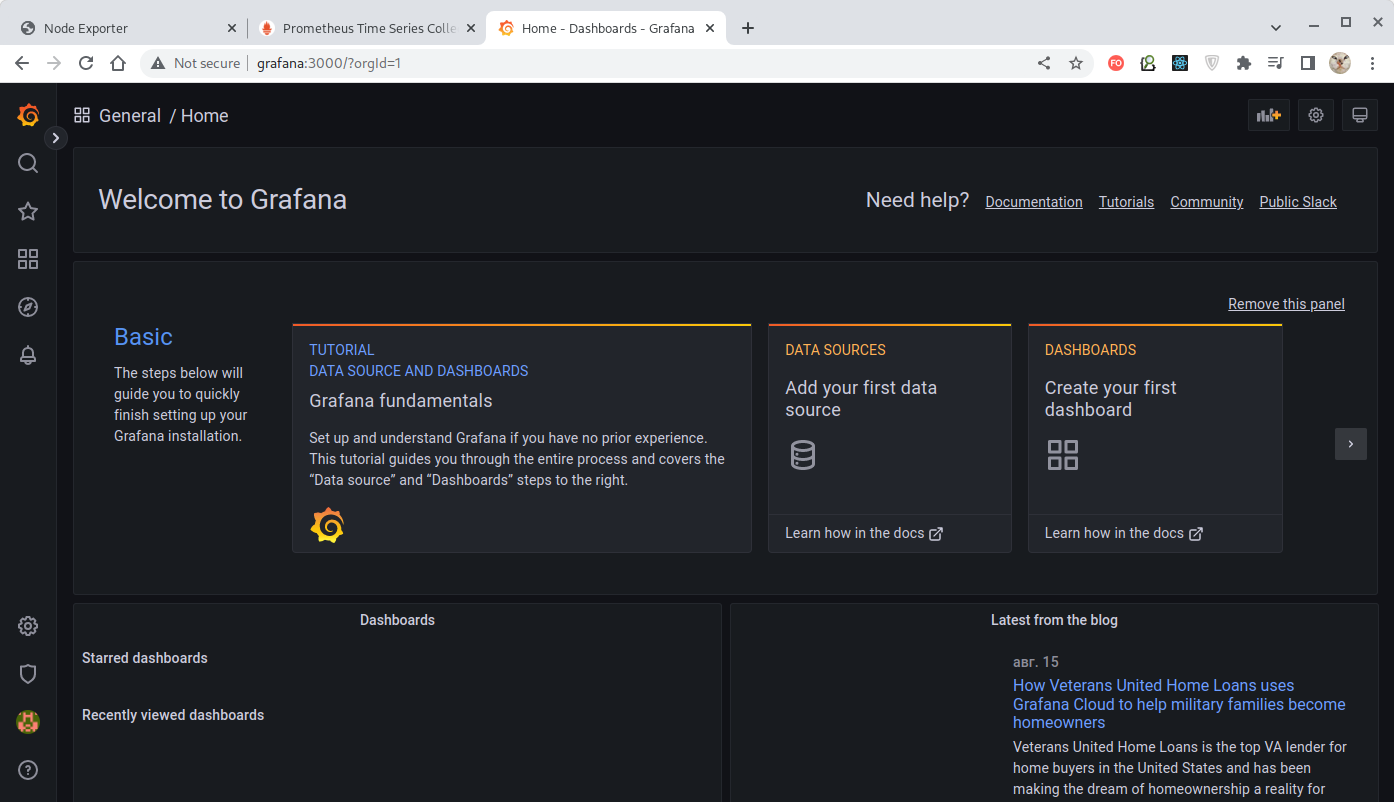 Node Exporter
Prometheus Time Series Colle
Home - Dashboards - Grafana
Not secure
grafana:3000/?orgId=1
FO
General / Home
Welcome to Grafana
Need help? Documentation Tutorials Community Public Slack
Remove this panel
Basic
The steps below will
guide you to quickly
finish setting up your
Grafana installation.
TUTORIAL
DATA SOURCE AND DASHBOARDS
Grafana fundamentals
Set up and understand Grafana if you have no prior experience.
This tutorial guides you through the entire process and covers the
“Data source” and “Dashboards” steps to the right.
DATA SOURCES
Add your first data
source
Learn how in the docs
DASHBOARDS
Create your first
dashboard
Learn how in the docs
Dashboards
Starred dashboards
Recently viewed dashboards
Latest from the blog
авг. 15
How Veterans United Home Loans uses
Grafana Cloud to help military families become
homeowners
Veterans United Home Loans is the top VA lender for
home buyers in the United States and has been
making the dream of homeownership a reality for